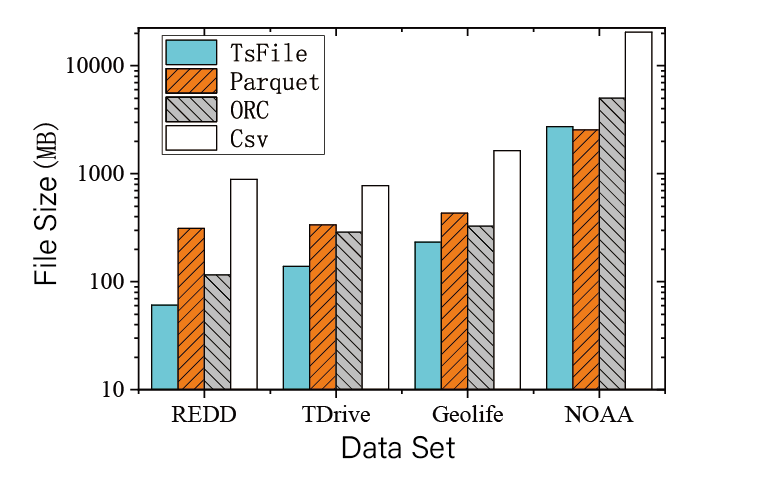 TsFile
Parquet
ORC
Csv
File Size (MB)
10000
1000
100
10
REDD
TDrive
Geolife
NOAA
Data Set